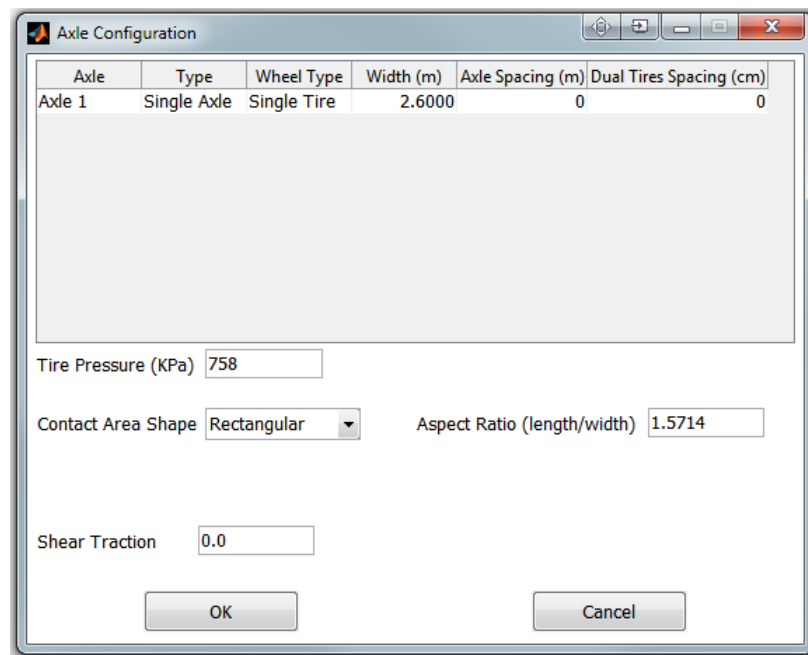 Axle Configuration
Axle Type Wheel Type Width (m) Axle Spacing (m) Dual Tires Spacing (cm)
Axle 1 Single Axle Single Tire 2.6000 0 0
Tire Pressure (KPa) 758
Contact Area Shape Rectangular Aspect Ratio (length/width) 1.5714
Shear Traction 0.0
OK Cancel